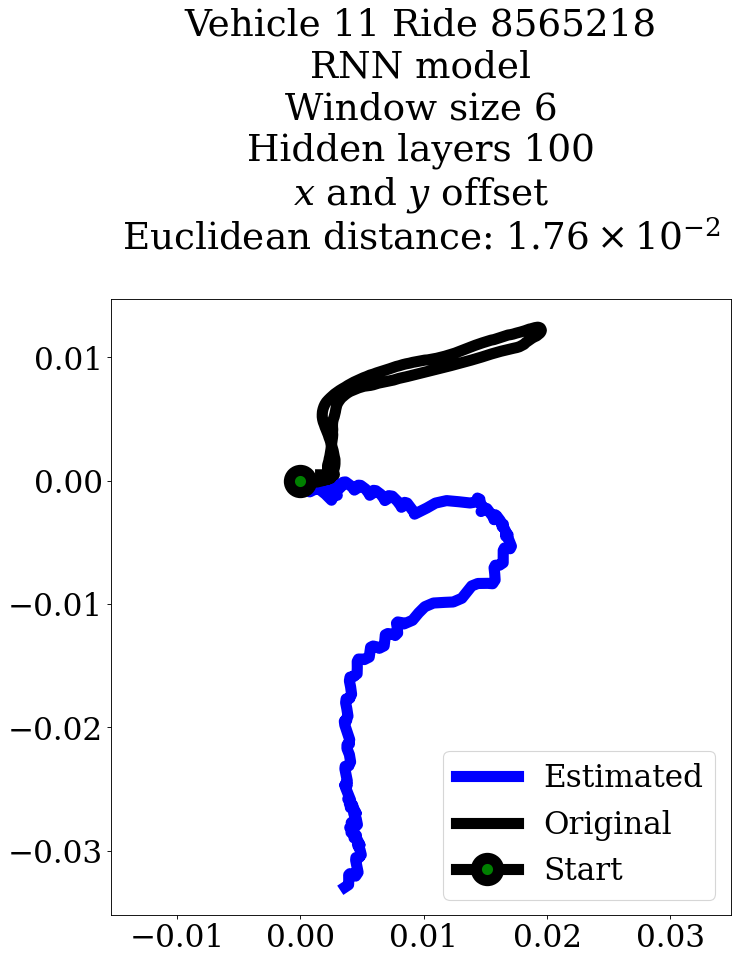 Vehicle 11 Ride 8565218
RNN model
Window size 6
Hidden layers 100
x and y offset
Euclidean distance: 1.76 × 10⁻²
0.01
0.00
−0.01
−0.02
−0.03
Estimated
Original
Start
−0.01 0.00 0.01 0.02 0.03